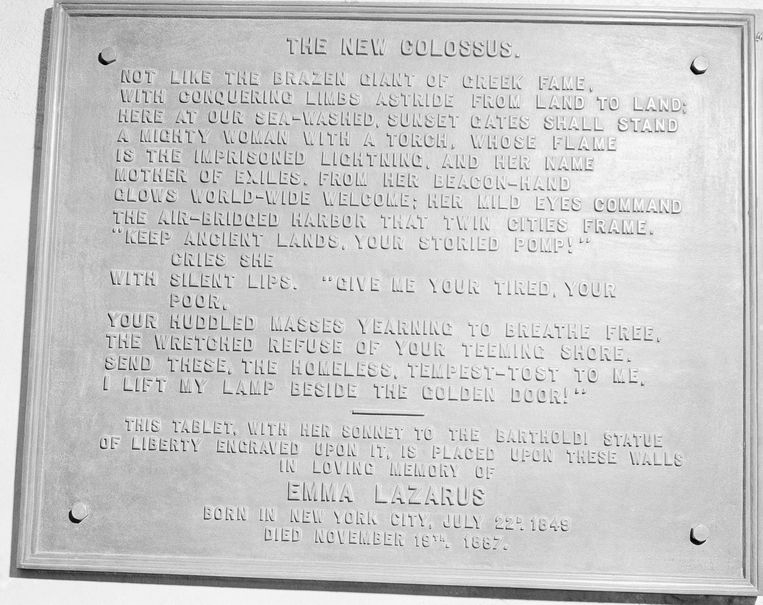 THE NEW COLOSSUS.
NOT LIKE THE BRAZEN GIANT OF GREEK FAME,
WITH CONQUERING LIMBS ASTRIDE FROM LAND TO LAND;
HERE AT OUR SEA-WASHED, SUNSET GATES SHALL STAND
A MIGHTY WOMAN WITH A TORCH, WHOSE FLAME
IS THE IMPRISONED LIGHTNING, AND HER NAME
MOTHER OF EXILES. FROM HER BEACON-HAND
GLOWS WORLD-WIDE WELCOME; HER MILD EYES COMMAND
THE AIR-BRIDGED HARBOR THAT TWIN CITIES FRAME.
"KEEP ANCIENT LANDS, YOUR STORIED POMP!"
CRIES SHE
WITH SILENT LIPS. "GIVE ME YOUR TIRED, YOUR
POOR,
YOUR HUDDLED MASSES YEARNING TO BREATHE FREE,
THE WRETCHED REFUSE OF YOUR TEEMING SHORE.
SEND THESE, THE HOMELESS, TEMPEST-TOST TO ME,
I LIFT MY LAMP BESIDE THE GOLDEN DOOR!"
THIS TABLET, WITH HER SONNET TO THE BARTHOLDI STATUE
OF LIBERTY ENGRAVED UPON IT, IS PLACED UPON THESE WALLS
IN LOVING MEMORY OF
EMMA LAZARUS
BORN IN NEW YORK CITY, JULY 22ᴰ, 1849
DIED NOVEMBER 19TH, 1887.